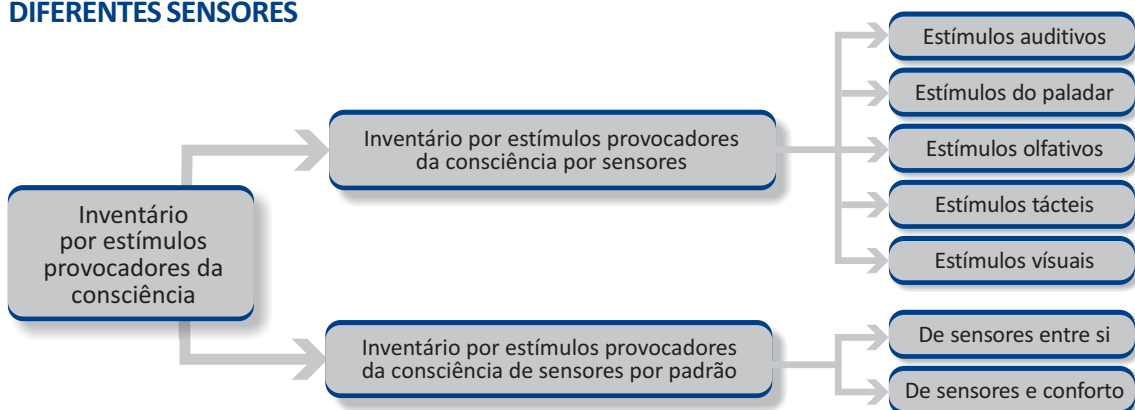 DIFERENTES SENSORES
Inventário
por estímulos
provocadores da
consciência
Inventário por estímulos provocadores
da consciência por sensores
Estímulos auditivos
Estímulos do paladar
Estímulos olfativos
Estímulos tácteis
Estímulos vísuais
Inventário por estímulos provocadores
da consciência de sensores por padrão
De sensores entre si
De sensores e conforto